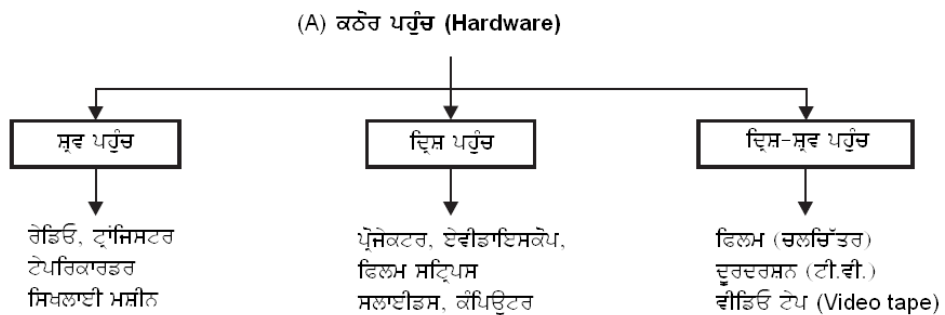 (A) ਕਠੋਰ ਪਹੁੰਚ (Hardware)
ਸ਼੍ਰਵ ਪਹੁੰਚ
ਦ੍ਰਿਸ਼ ਪਹੁੰਚ
ਦ੍ਰਿਸ਼-ਸ਼੍ਰਵ ਪਹੁੰਚ
ਰੇਡਿਓ, ਟ੍ਰਾਂਜਿਸਟਰ
ਟੇਪਰਿਕਾਰਡਰ
ਸਿਖਲਾਈ ਮਸ਼ੀਨ
ਪ੍ਰੋਜੇਕਟਰ, ਏਵੀਡਾਇਸਕੋਪ,
ਫਿਲਮ ਸਟ੍ਰਿਪਸ
ਸਲਾਈਡਸ, ਕੰਪਿਊਟਰ
ਫਿਲਮ (ਚਲਚਿੱਤਰ)
ਦੂਰਦਰਸ਼ਨ (ਟੀ.ਵੀ.)
ਵੀਡਿਓ ਟੇਪ (Video tape)